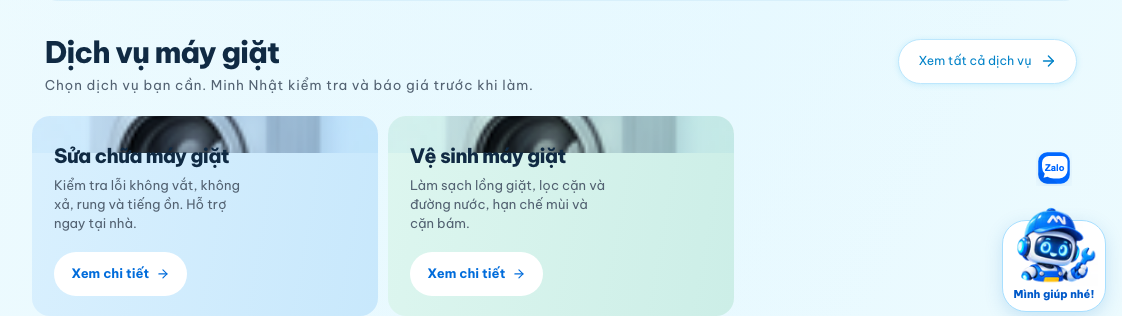 Dịch vụ máy giặt
Xem tất cả dịch vụ
Chọn dịch vụ bạn cần. Minh Nhật kiểm tra và báo giá trước khi làm.
Sửa chữa máy giặt
Kiểm tra lỗi không vắt, không
xả, rung và tiếng ồn. Hỗ trợ
ngay tại nhà.
Xem chi tiết
Vệ sinh máy giặt
Làm sạch lồng giặt, lọc cặn và
đường nước, hạn chế mùi và
cặn bám.
Xem chi tiết
Zalo
Mình giúp nhé!